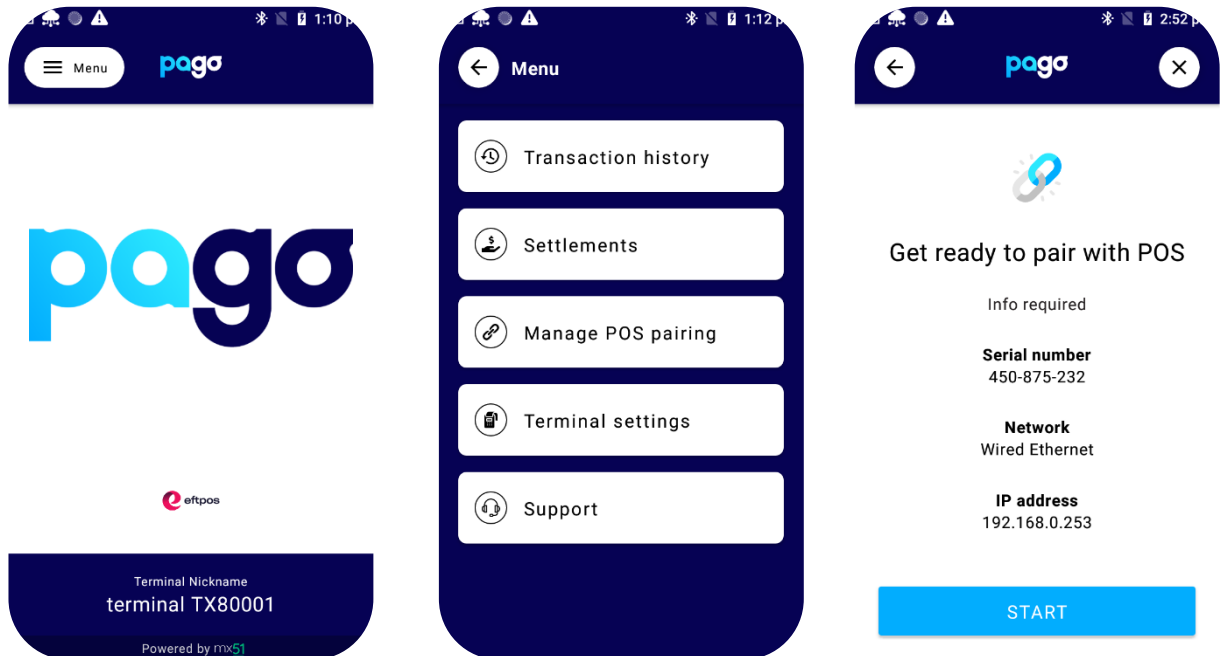 1:10 p
Menu
pago
pago
eftpos
Terminal Nickname
terminal TX80001
Powered by mx51
1:12 p
Menu
Transaction history
Settlements
Manage POS pairing
Terminal settings
Support
2:52 p
pago
Get ready to pair with POS
Info required
Serial number
450-875-232
Network
Wired Ethernet
IP address
192.168.0.253
START